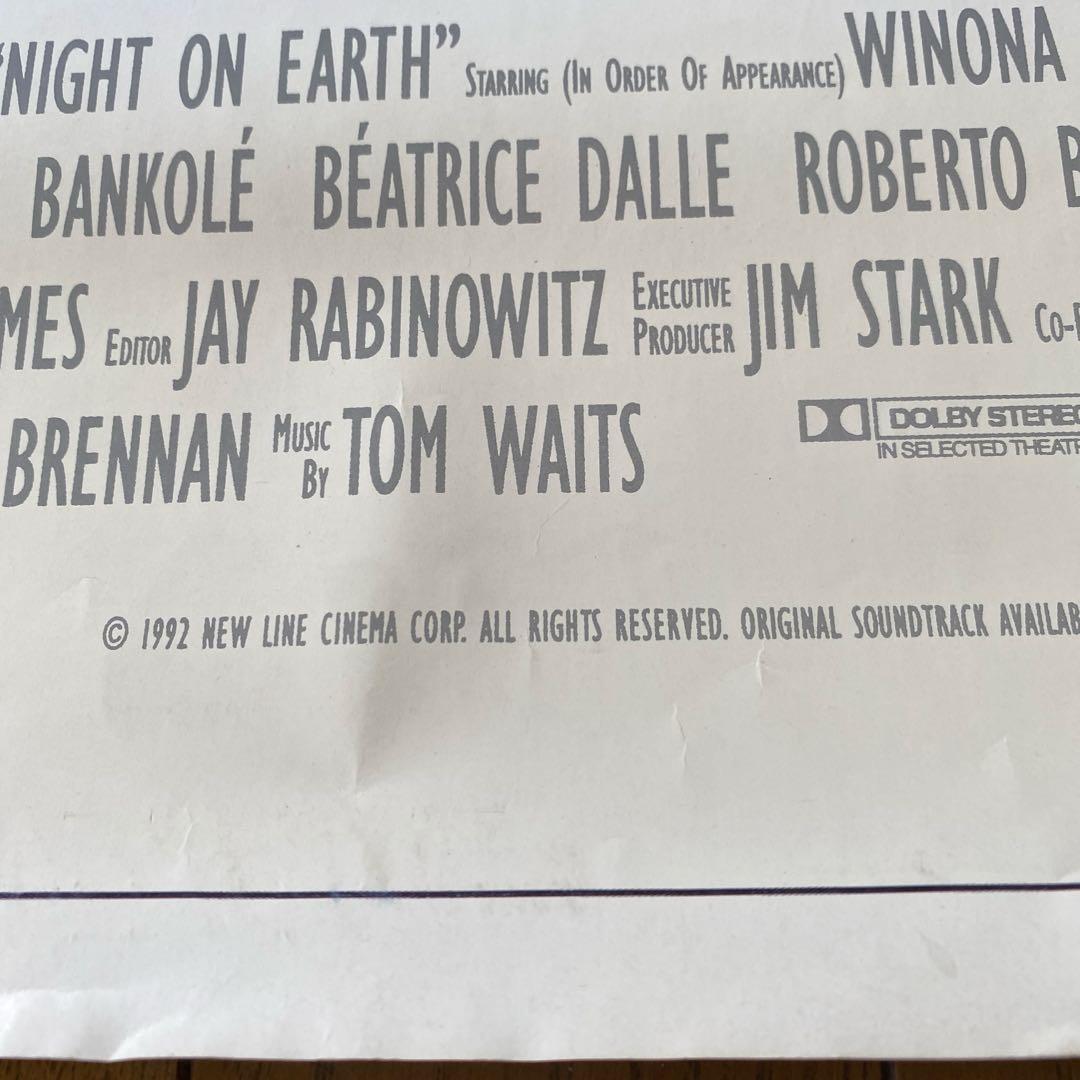 "NIGHT ON EARTH" STARRING (IN ORDER OF APPEARANCE) WINONA
BANKOLÉ BÉATRICE DALLE ROBERTO B
MES EDITOR JAY RABINOWITZ EXECUTIVE PRODUCER JIM STARK CO-P
BRENNAN MUSIC BY TOM WAITS
DOLBY STEREO
IN SELECTED THEATR
© 1992 NEW LINE CINEMA CORP. ALL RIGHTS RESERVED. ORIGINAL SOUNDTRACK AVAILAB